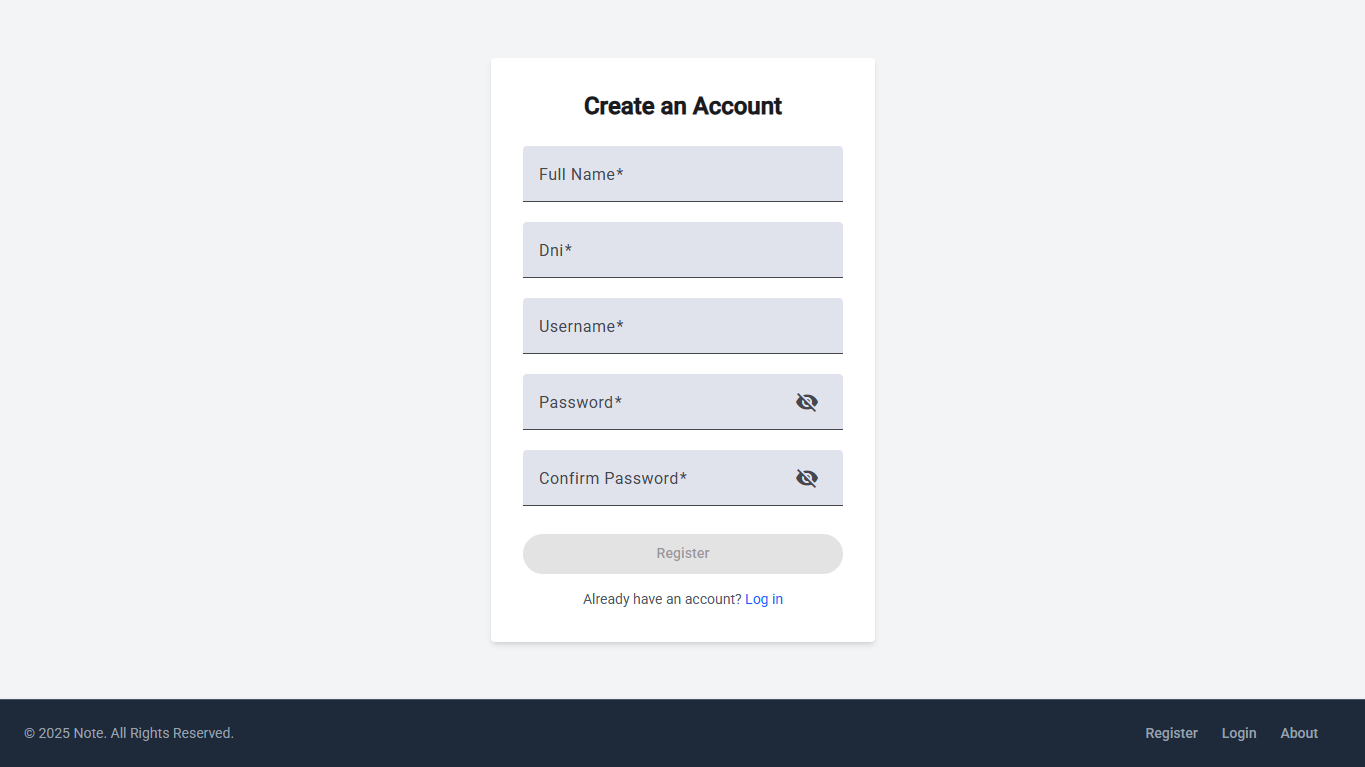 Create an Account
Full Name*
Dni*
Username*
Password*
Confirm Password*
Register
Already have an account? Log in
© 2025 Note. All Rights Reserved.
Register Login About